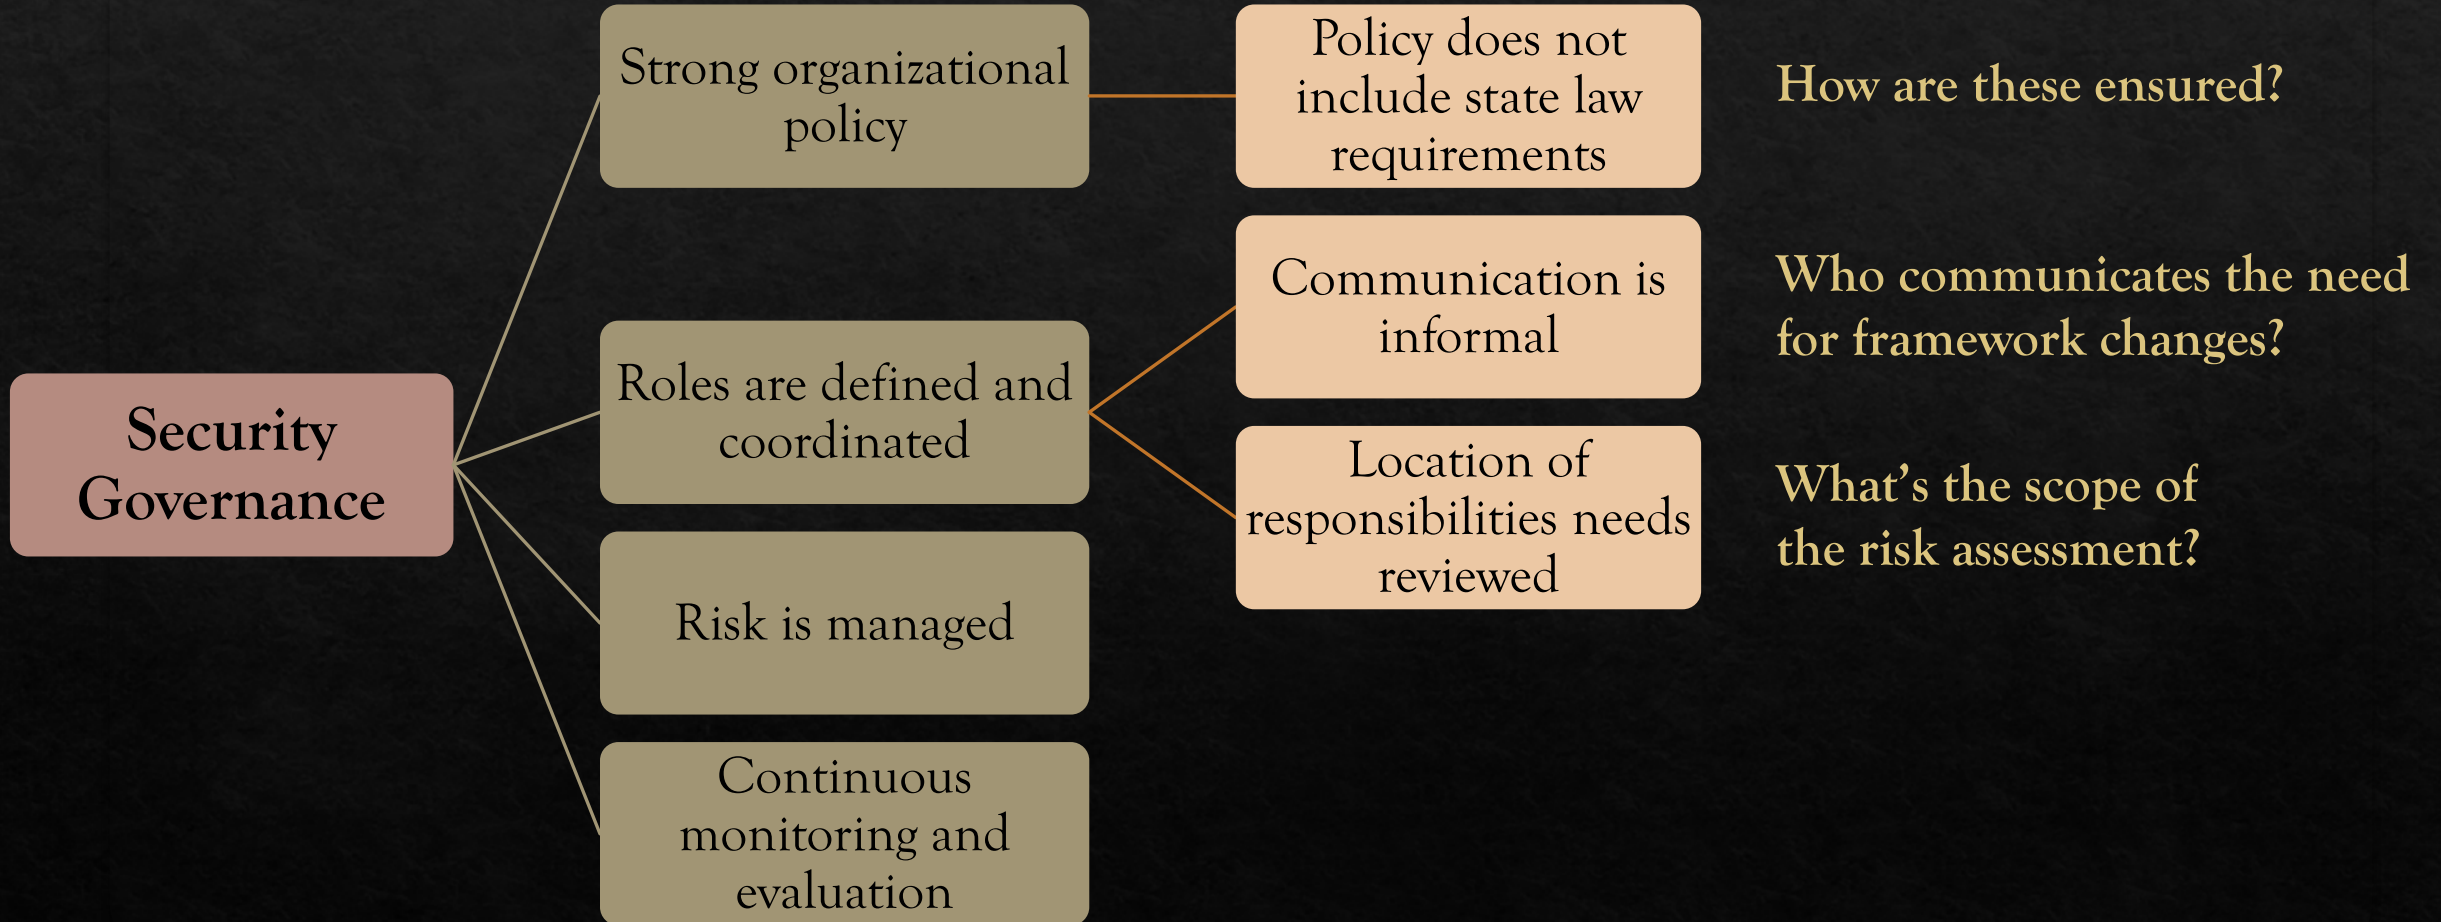 Security
Governance
Strong organizational
policy
Policy does not
include state law
requirements
How are these ensured?
Roles are defined and
coordinated
Communication is
informal
Who communicates the need
for framework changes?
Location of
responsibilities needs
reviewed
What’s the scope of
the risk assessment?
Risk is managed
Continuous
monitoring and
evaluation